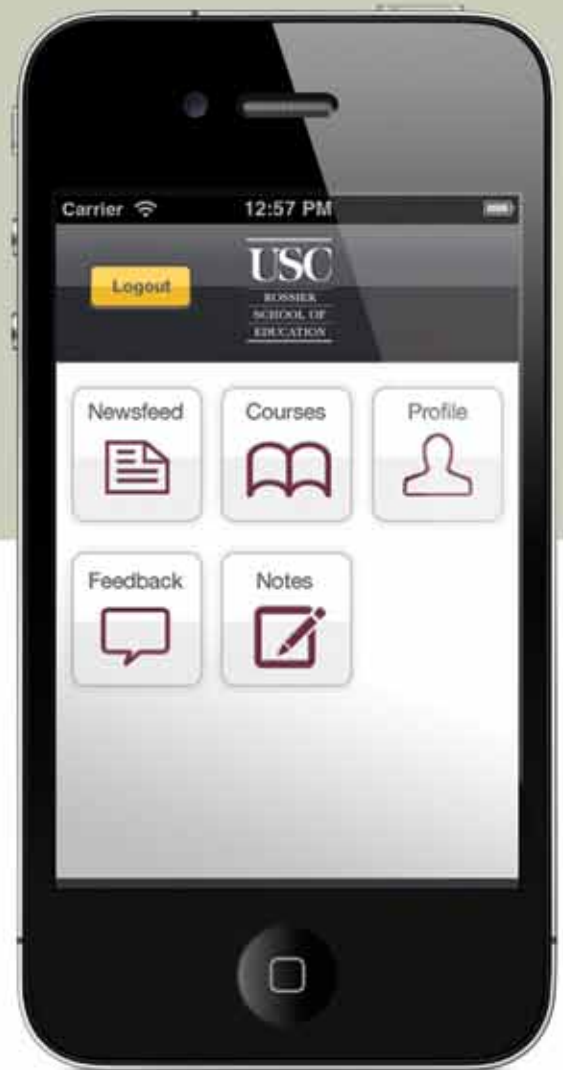 Carrier 12:57 PM
Logout
USC
ROSSIER
SCHOOL OF
EDUCATION
Newsfeed Courses Profile
Feedback Notes